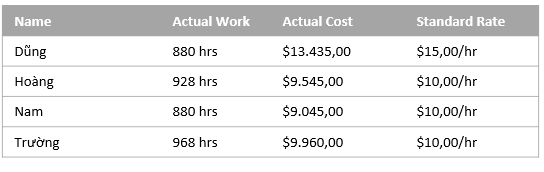 Name Actual Work Actual Cost Standard Rate
Dũng 880 hrs $13.435,00 $15,00/hr
Hoàng 928 hrs $9.545,00 $10,00/hr
Nam 880 hrs $9.045,00 $10,00/hr
Trường 968 hrs $9.960,00 $10,00/hr